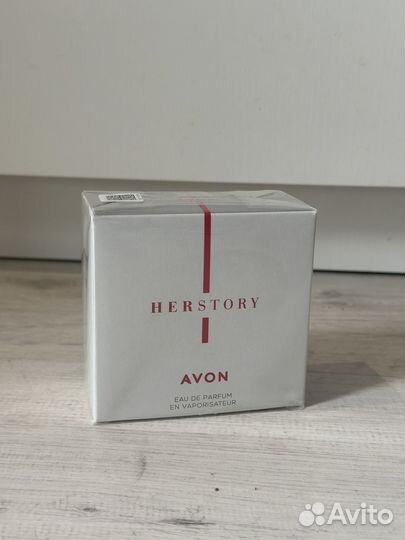 HERSTORY
AVON
EAU DE PARFUM
EN VAPORISATEUR
Avito